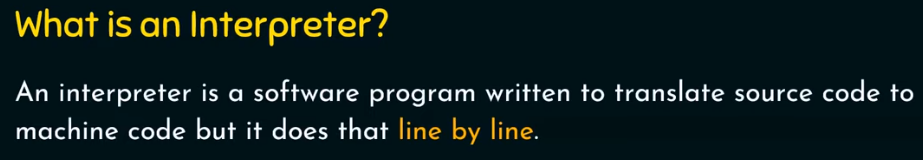 What is an Interpreter?
An interpreter is a software program written to translate source code to
machine code but it does that line by line.